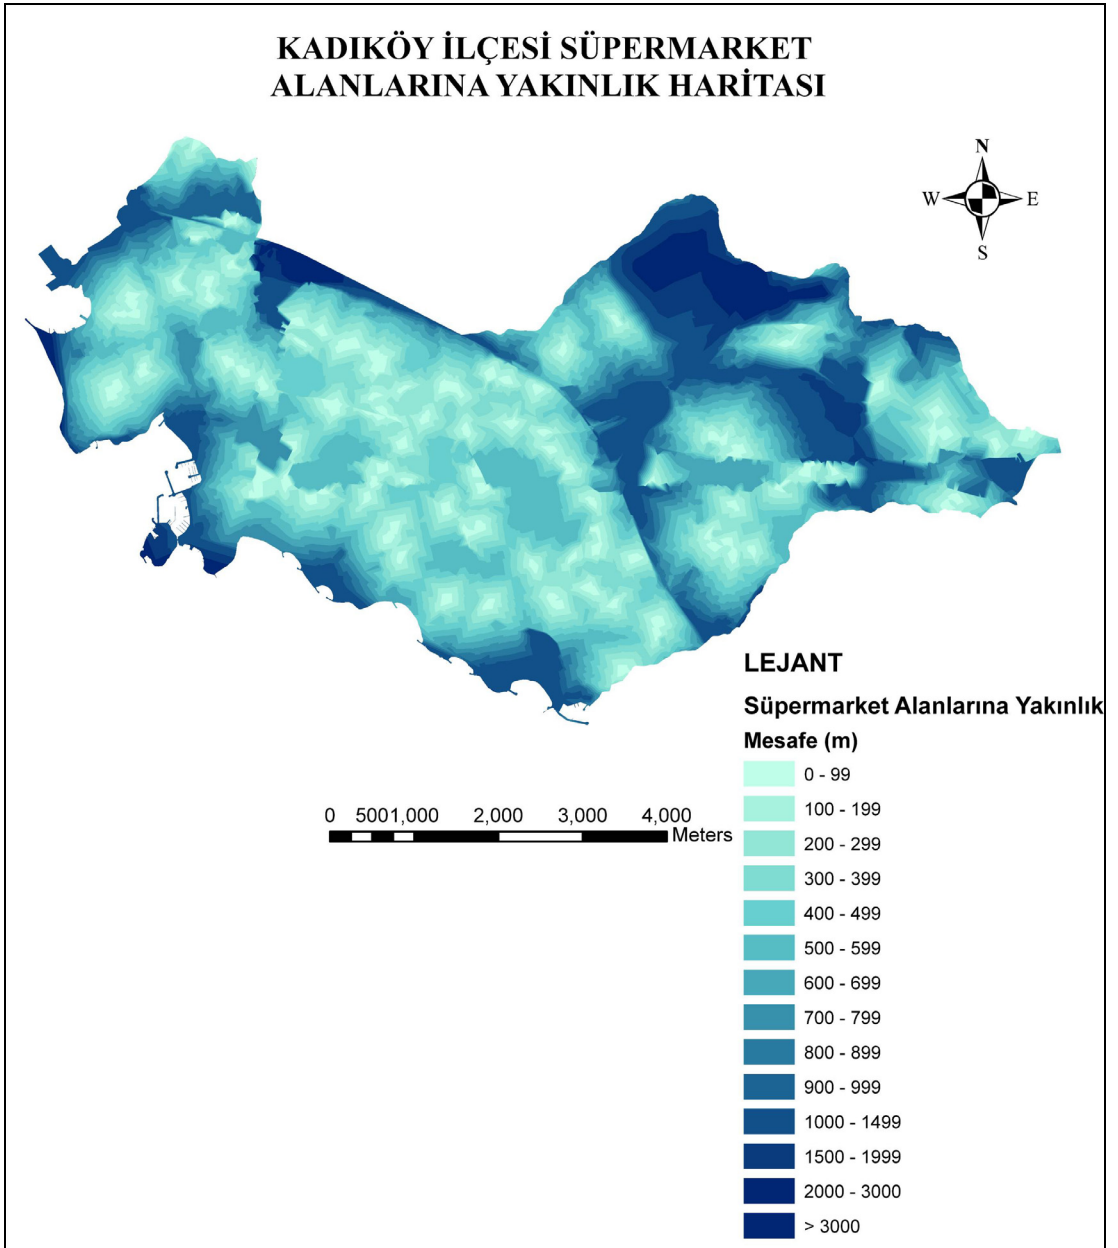 KADIKÖY İLÇESİ SÜPERMARKET
ALANLARINA YAKINLIK HARİTASI
N
W E
S
LEJANT
Süpermarket Alanlarına Yakınlık
Mesafe (m)
0 - 99
100 - 199
200 - 299
300 - 399
400 - 499
500 - 599
600 - 699
700 - 799
800 - 899
900 - 999
1000 - 1499
1500 - 1999
2000 - 3000
> 3000
0 500 1,000 2,000 3,000 4,000
Meters